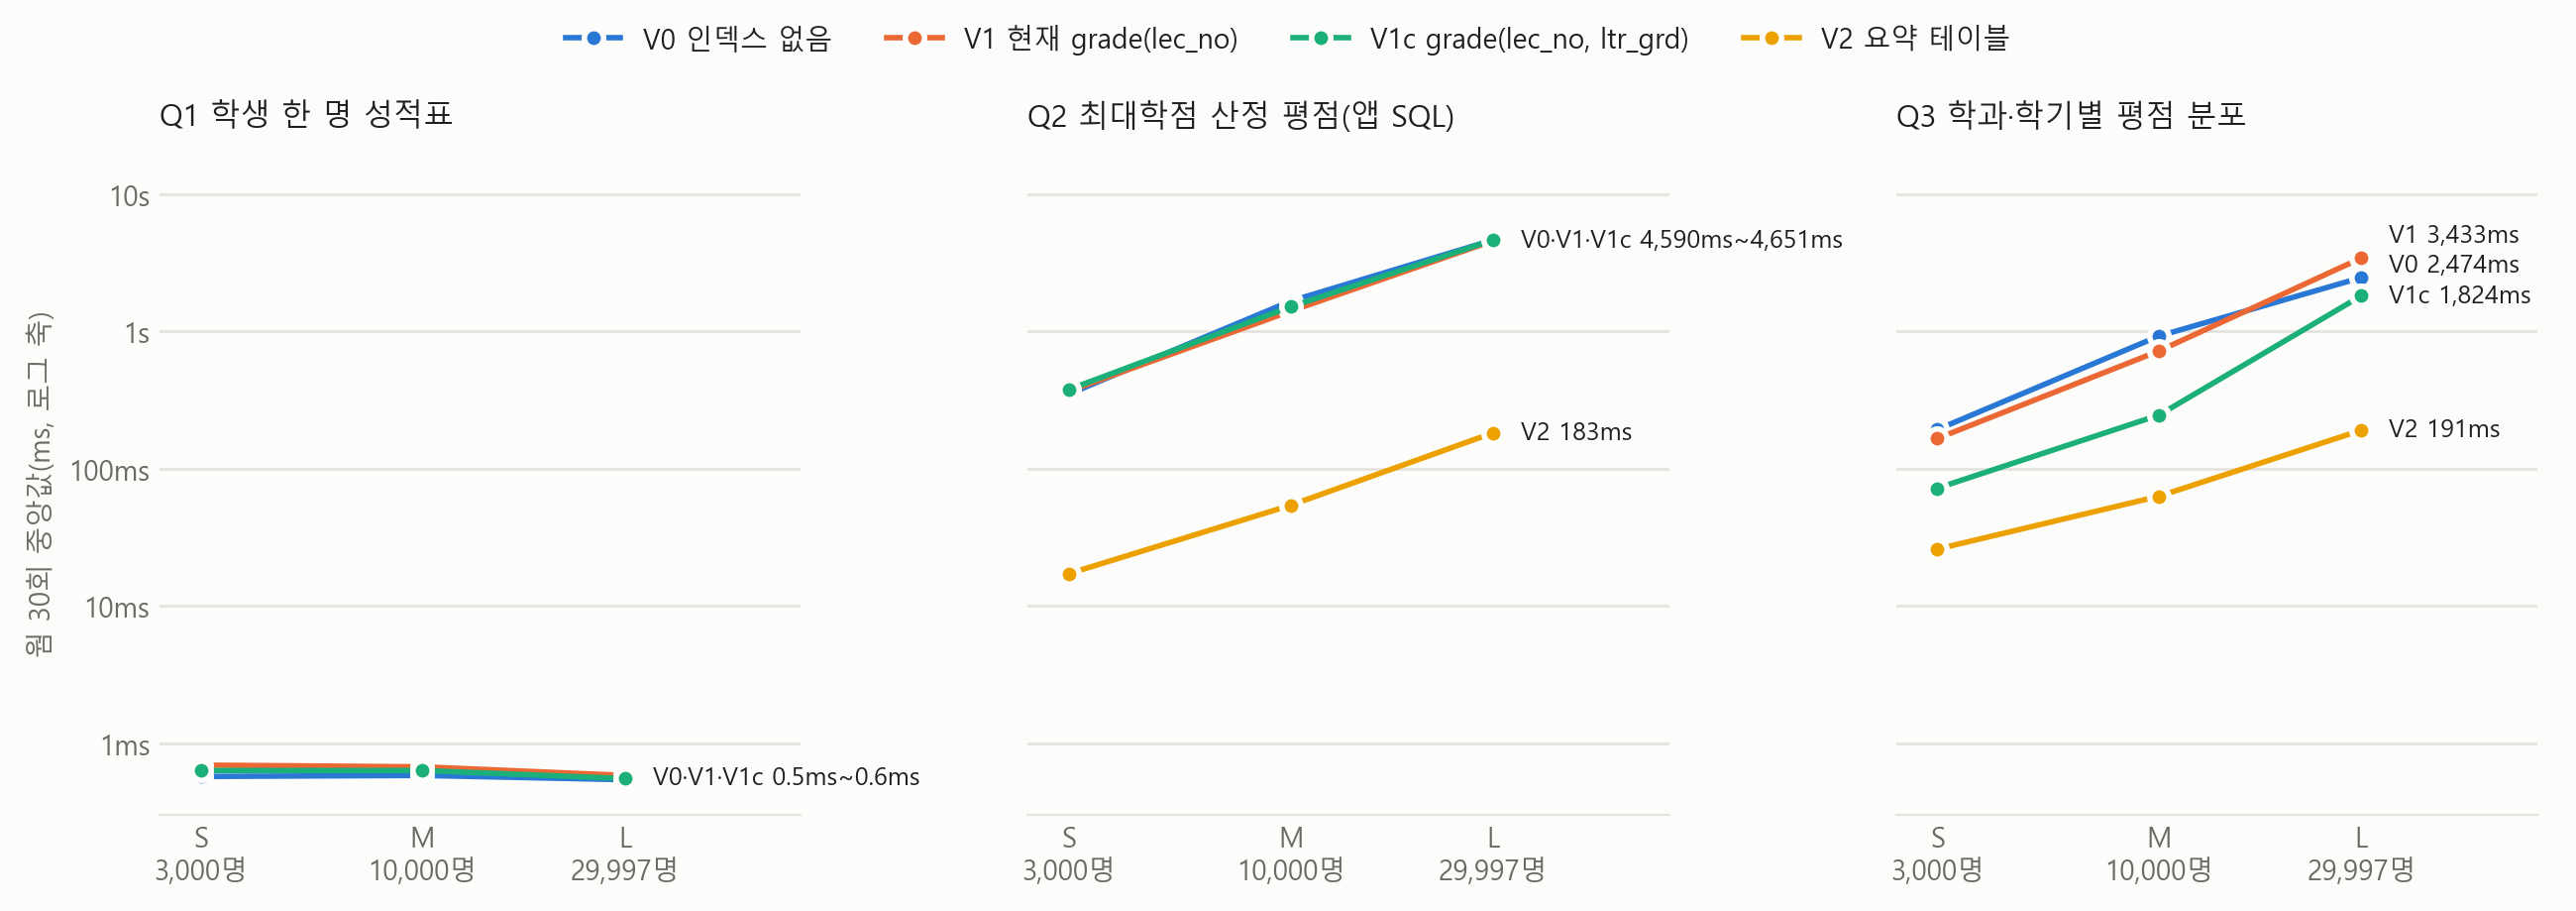 V0 인덱스 없음 V1 현재 grade(lec_no) V1c grade(lec_no, ltr_grd) V2 요약 테이블
Q1 학생 한 명 성적표
Q2 최대학점 산정 평점(앱 SQL)
Q3 학과·학기별 평점 분포
웜 30회 중앙값(ms, 로그 축)
10s
1s
100ms
10ms
1ms
V0·V1·V1c 0.5ms~0.6ms
S M L
3,000명 10,000명 29,997명
V0·V1·V1c 4,590ms~4,651ms
V2 183ms
S M L
3,000명 10,000명 29,997명
V1 3,433ms
V0 2,474ms
V1c 1,824ms
V2 191ms
S M L
3,000명 10,000명 29,997명